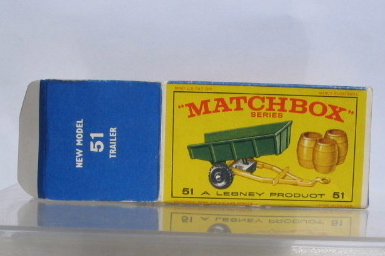 NEW MODEL
51
TRAILER
"MATCHBOX"
SERIES
51 A LESNEY PRODUCT 51